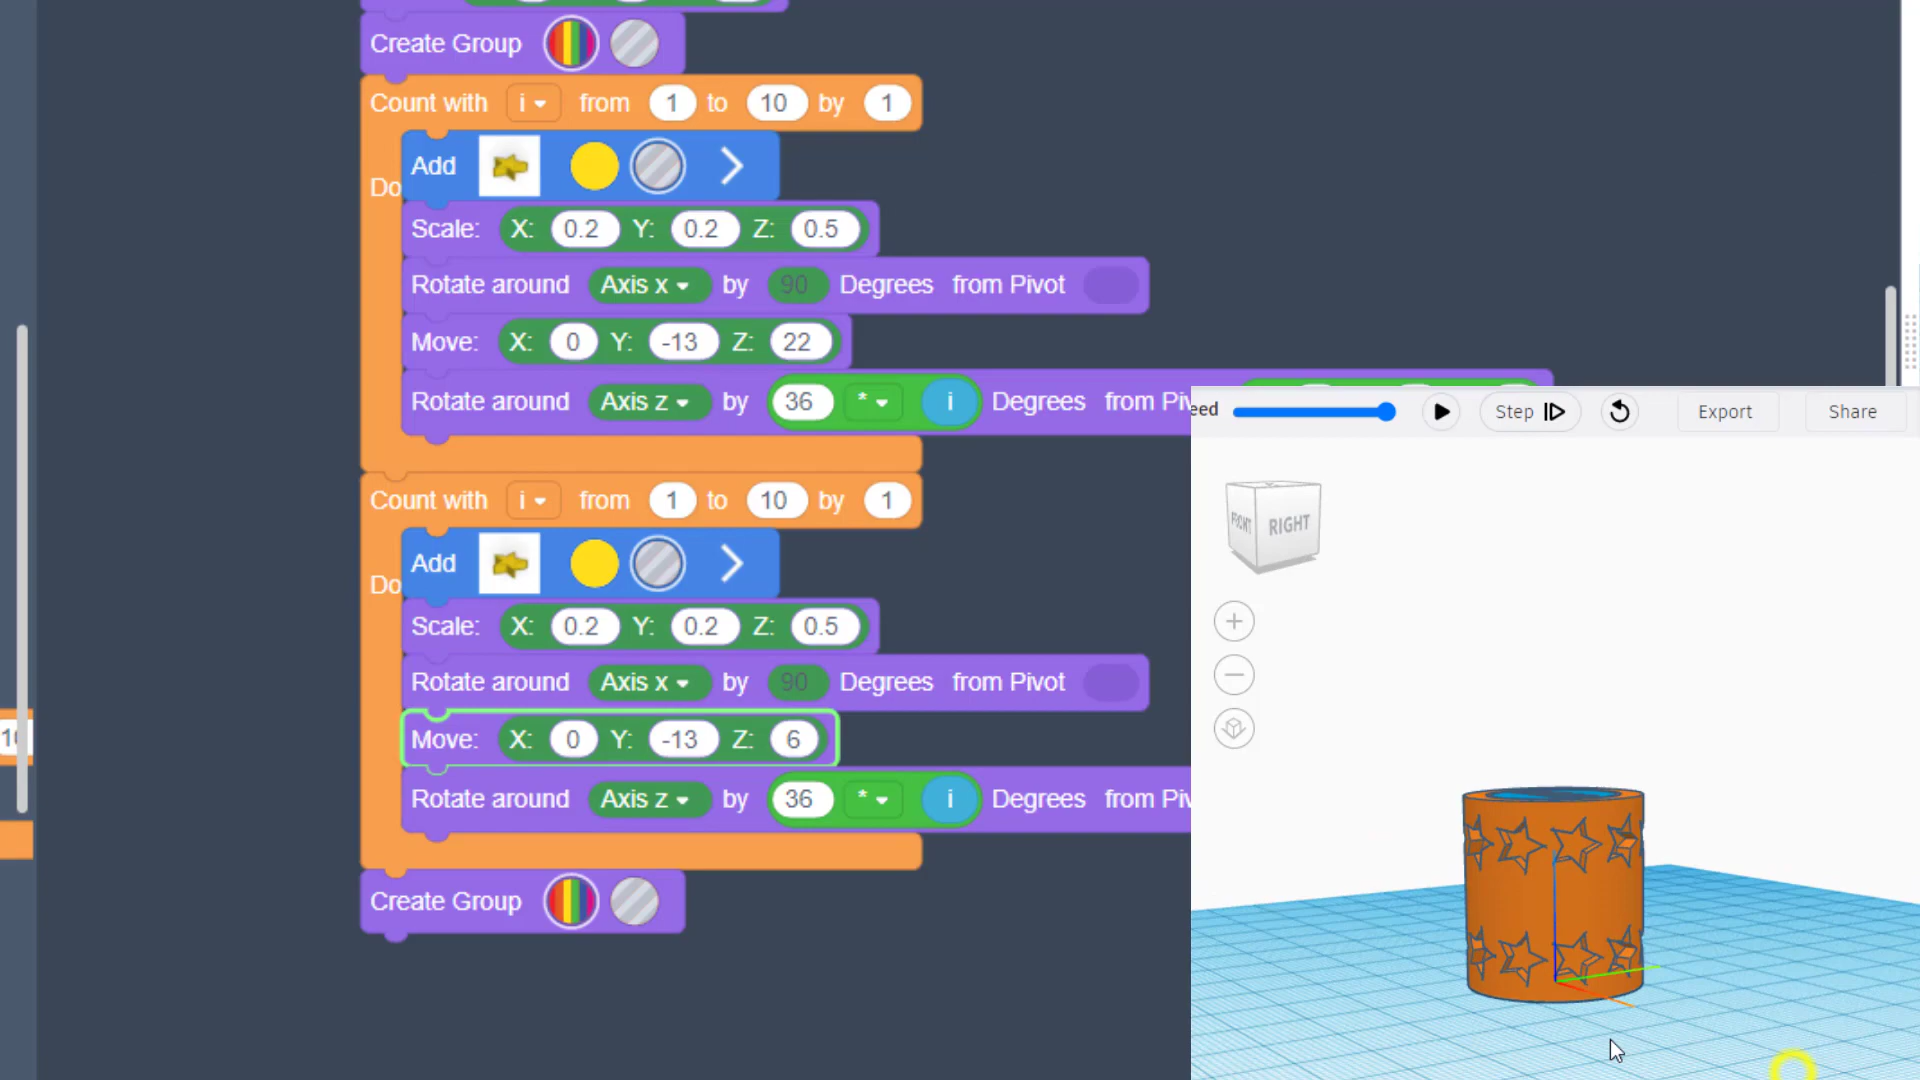 Create Group
Count with i from 1 to 10 by 1
Add
Do
Scale: X: 0.2 Y: 0.2 Z: 0.5
Rotate around Axis x by 90 Degrees from Pivot
Move: X: 0 Y: -13 Z: 22
Rotate around Axis z by 36 * i Degrees from Piv
eed Step Export Share
Count with i from 1 to 10 by 1
FRONT RIGHT
Add
Do
Scale: X: 0.2 Y: 0.2 Z: 0.5
Rotate around Axis x by 90 Degrees from Pivot
Move: X: 0 Y: -13 Z: 6
Rotate around Axis z by 36 * i Degrees from Piv
Create Group